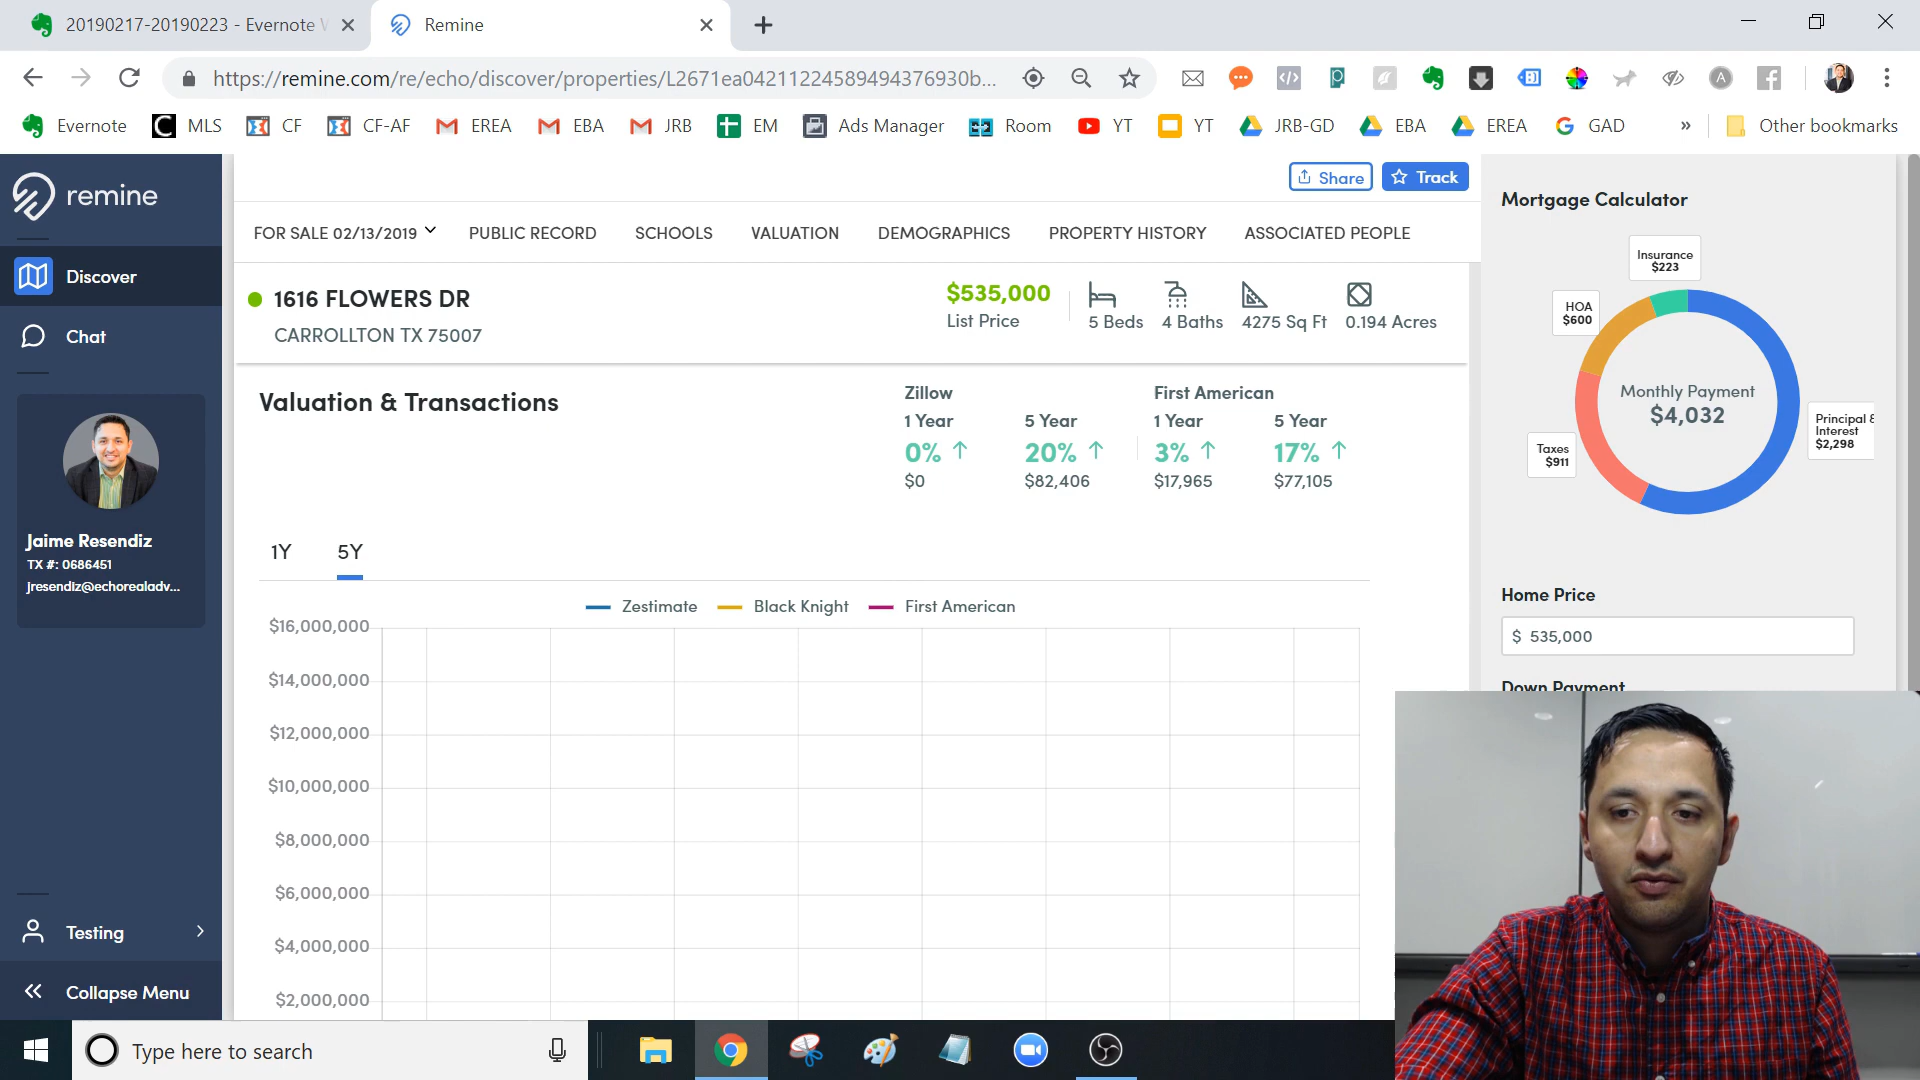 20190217-20190223 - Evernote
Remine
https://remine.com/re/echo/discover/properties/L2671ea04211224589494376930b...
Evernote
MLS
CF
CF-AF
EREA
EBA
JRB
EM
Ads Manager
Room
YT
YT
JRB-GD
EBA
EREA
GAD
»
Other bookmarks
remine
Discover
Chat
Jaime Resendiz
TX #: 0686451
jresendiz@echorealadv...
Testing
Collapse Menu
Share
Track
FOR SALE 02/13/2019
PUBLIC RECORD
SCHOOLS
VALUATION
DEMOGRAPHICS
PROPERTY HISTORY
ASSOCIATED PEOPLE
1616 FLOWERS DR
CARROLLTON TX 75007
$535,000
List Price
5 Beds
4 Baths
4275 Sq Ft
0.194 Acres
Valuation & Transactions
Zillow
1 Year
0% ↑
$0
5 Year
20% ↑
$82,406
First American
1 Year
3% ↑
$17,965
5 Year
17% ↑
$77,105
1Y
5Y
Zestimate
Black Knight
First American
$16,000,000
$14,000,000
$12,000,000
$10,000,000
$8,000,000
$6,000,000
$4,000,000
$2,000,000
Mortgage Calculator
Insurance
$223
HOA
$600
Monthly Payment
$4,032
Principal &
Interest
$2,298
Taxes
$911
Home Price
$ 535,000
Down Payment
Type here to search